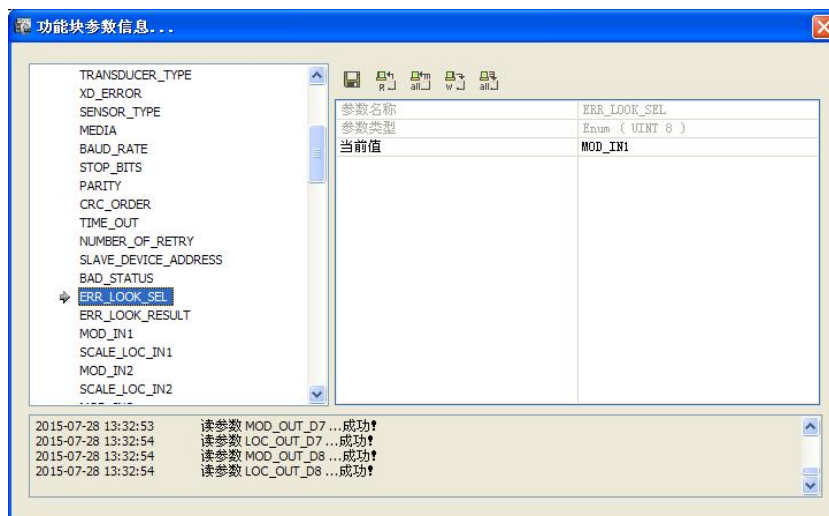 功能块参数信息...
TRANSDUCER_TYPE
XD_ERROR
SENSOR_TYPE
MEDIA
BAUD_RATE
STOP_BITS
PARITY
CRC_ORDER
TIME_OUT
NUMBER_OF_RETRY
SLAVE_DEVICE_ADDRESS
BAD_STATUS
ERR_LOOK_SEL
ERR_LOOK_RESULT
MOD_IN1
SCALE_LOC_IN1
MOD_IN2
SCALE_LOC_IN2
R all w all
参数名称 ERR_LOOK_SEL
参数类型 Enum ( UINT 8 )
当前值 MOD_IN1
2015-07-28 13:32:53 读参数 MOD_OUT_D7 ...成功!
2015-07-28 13:32:54 读参数 LOC_OUT_D7 ...成功!
2015-07-28 13:32:54 读参数 MOD_OUT_D8 ...成功!
2015-07-28 13:32:54 读参数 LOC_OUT_D8 ...成功!